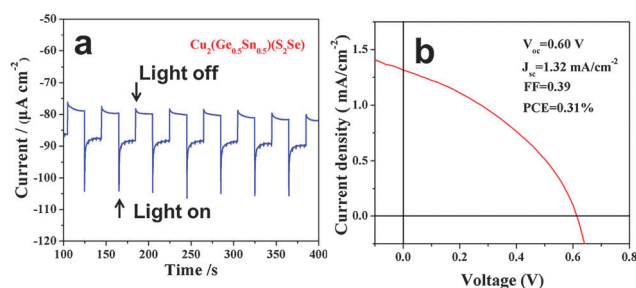 a
Cu2(Ge0.5Sn0.5)(S2Se)
Light off
Light on
-50
-60
-70
-80
-90
-100
-110
-120
100 150 200 250 300 350 400
Current / (μA cm-2)
Time /s
b
Voc=0.60 V
Jsc=1.32 mA/cm-2
FF=0.39
PCE=0.31%
1.5
1.0
0.5
0.0
0.0 0.2 0.4 0.6 0.8
Current density ( mA/cm2)
Voltage (V)